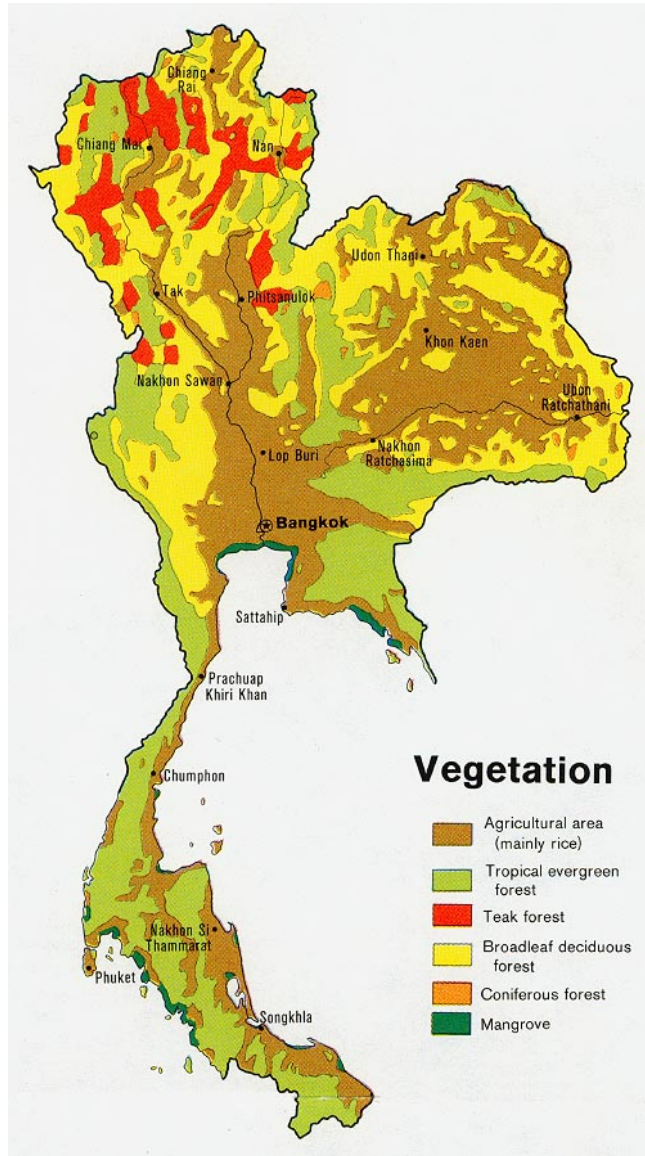 Chiang
Rai
Chiang Mai
Nan
Udon Thani
Tak
Phitsanulok
Khon Kaen
Nakhon Sawan
Ubon
Ratchathani
Lop Buri
Nakhon
Ratchasima
Bangkok
Sattahip
Prachuap
Khiri Khan
Chumphon
Nakhon Si
Thammarat
Phuket
Songkhla
Vegetation
Agricultural area
(mainly rice)
Tropical evergreen
forest
Teak forest
Broadleaf deciduous
forest
Coniferous forest
Mangrove